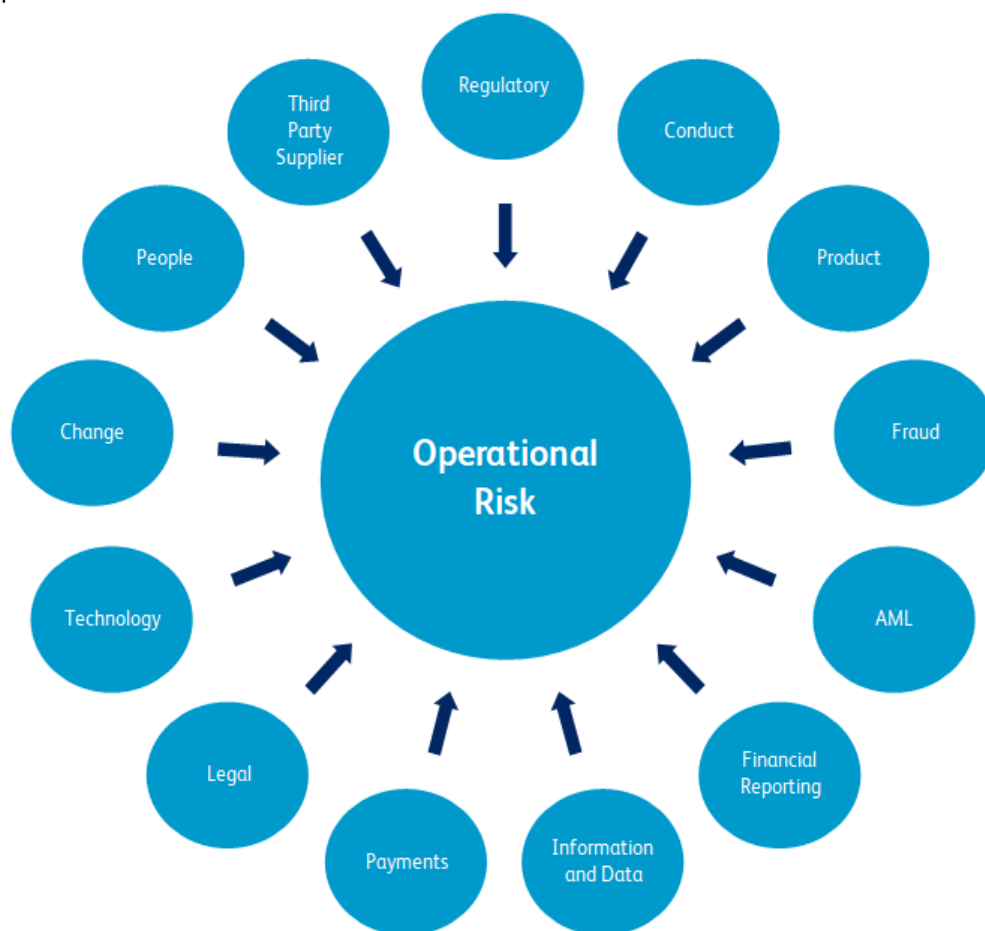 Regulatory
Conduct
Product
Fraud
AML
Financial
Reporting
Information
and Data
Payments
Legal
Technology
Change
People
Third
Party
Supplier
Operational
Risk